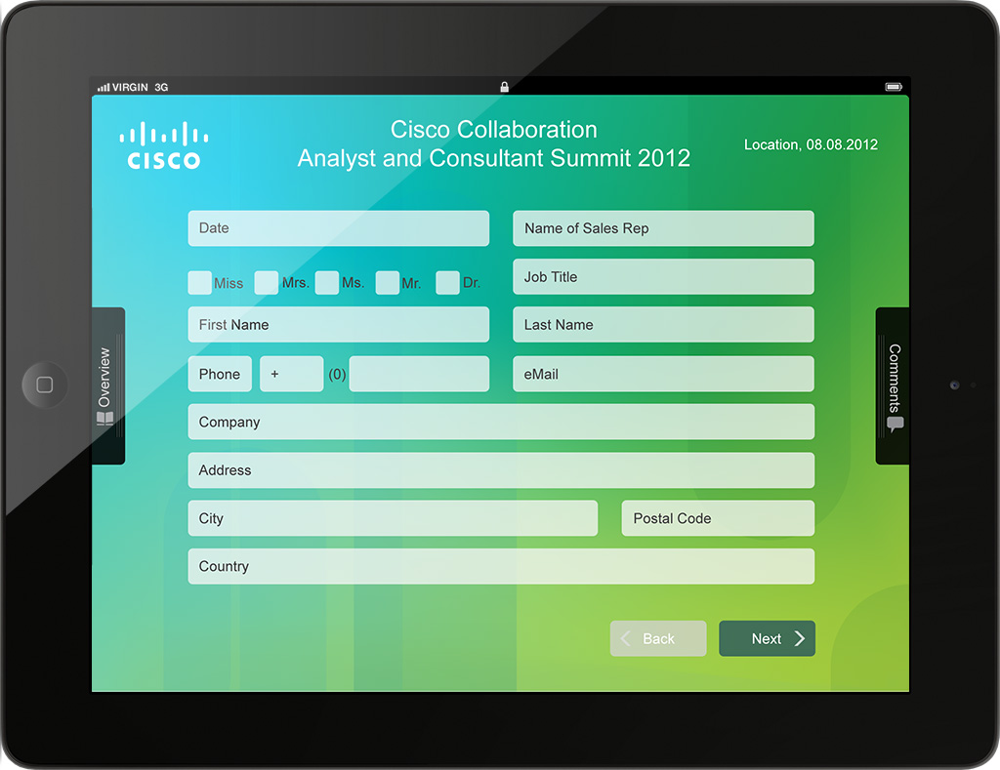 VIRGIN 3G
CISCO
Cisco Collaboration
Analyst and Consultant Summit 2012
Location, 08.08.2012
Date
Name of Sales Rep
Miss Mrs. Ms. Mr. Dr.
Job Title
First Name
Last Name
Phone + (0)
eMail
Company
Address
City
Postal Code
Country
Overview
Comments
Back
Next